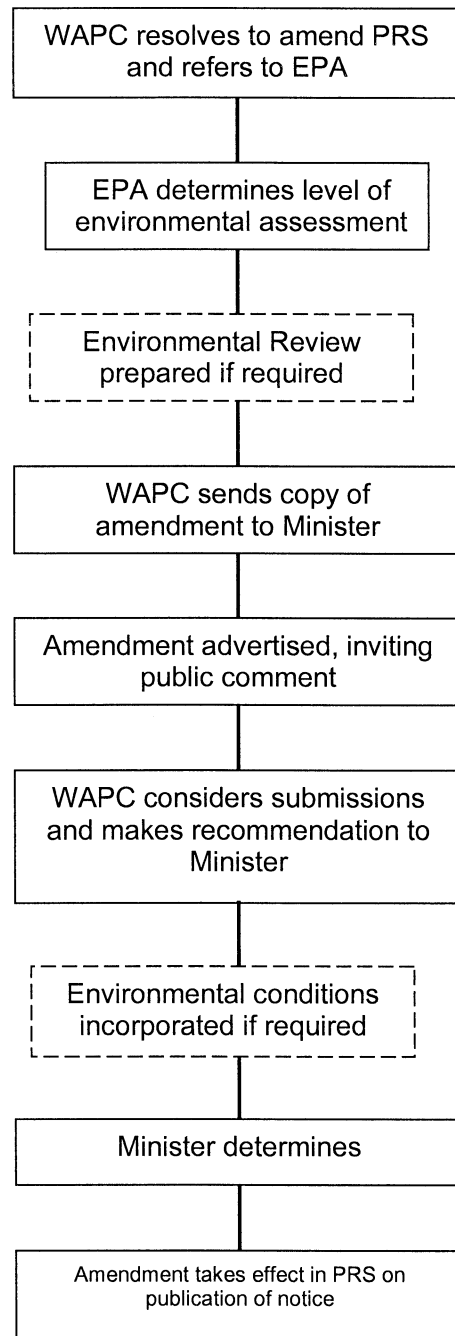 WAPC resolves to amend PRS
and refers to EPA
EPA determines level of
environmental assessment
Environmental Review
prepared if required
WAPC sends copy of
amendment to Minister
Amendment advertised, inviting
public comment
WAPC considers submissions
and makes recommendation to
Minister
Environmental conditions
incorporated if required
Minister determines
Amendment takes effect in PRS on
publication of notice